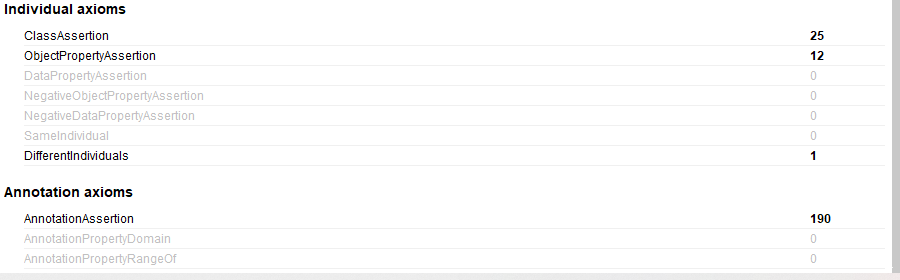 Individual axioms
ClassAssertion 25
ObjectPropertyAssertion 12
DataPropertyAssertion 0
NegativeObjectPropertyAssertion 0
NegativeDataPropertyAssertion 0
SameIndividual 0
DifferentIndividuals 1
Annotation axioms
AnnotationAssertion 190
AnnotationPropertyDomain 0
AnnotationPropertyRangeOf 0